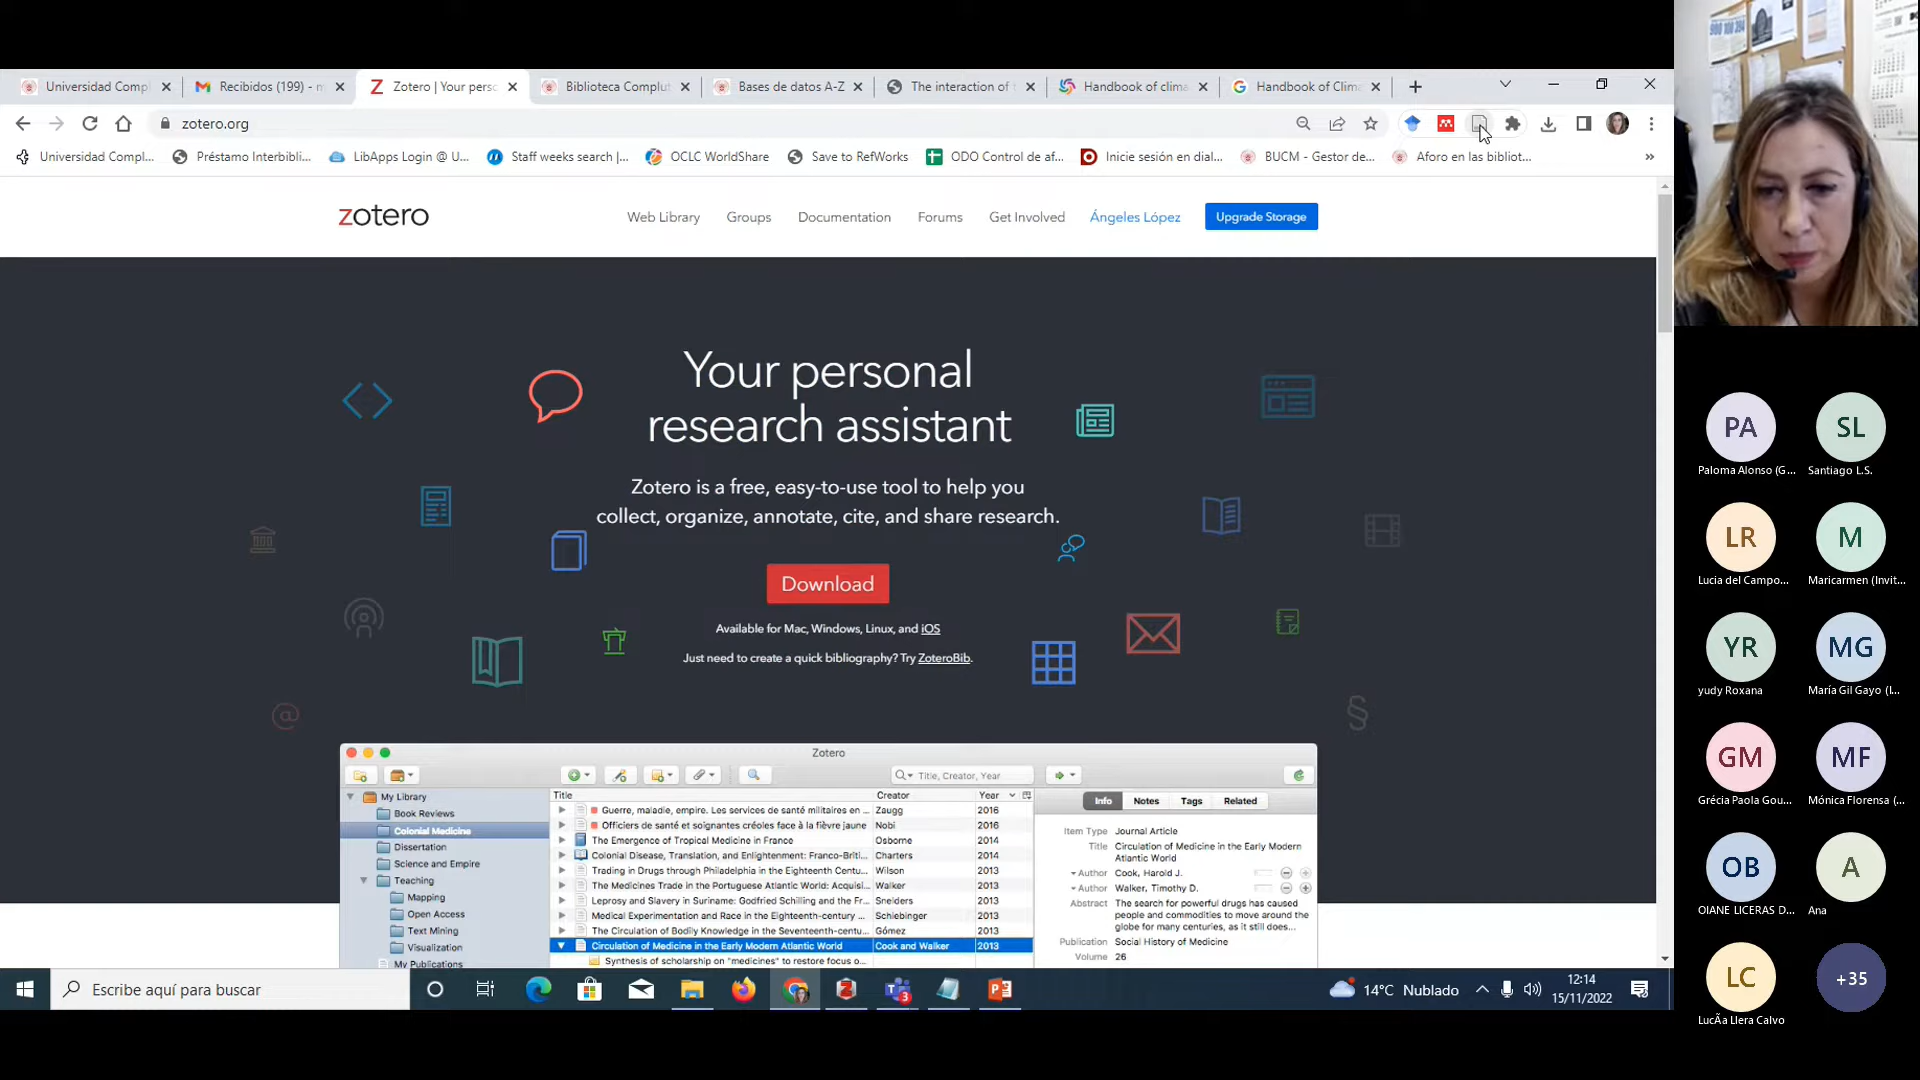 Universidad Compl
Recibidos (199) - m
Zotero | Your perso
Biblioteca Complut
Bases de datos A-Z
The interaction of
Handbook of clima
Handbook of Clima
zotero.org
Universidad Compl...
Préstamo Interbibli...
LibApps Login @ U...
Staff weeks search |...
OCLC WorldShare
Save to RefWorks
ODO Control de af...
Inicie sesión en dial...
BUCM - Gestor de...
Aforo en las bibliot...
zotero
Web Library
Groups
Documentation
Forums
Get Involved
Ángeles López
Upgrade Storage
Your personal
research assistant
Zotero is a free, easy-to-use tool to help you
collect, organize, annotate, cite, and share research.
Download
Available for Mac, Windows, Linux, and iOS
Just need to create a quick bibliography? Try ZoteroBib.
Zotero
Title, Creator, Year
My Library
Book Reviews
Colonial Medicine
Dissertation
Science and Empire
Teaching
Mapping
Open Access
Text Mining
Visualization
My Publications
Title Creator Year
Guerre, maladie, empire. Les services de santé militaires en ... Zaugg 2016
Officiers de santé et soignantes créoles face à la fièvre jaune Nobi 2016
The Emergence of Tropical Medicine in France Osborne 2014
Colonial Disease, Translation, and Enlightenment: Franco-Briti... Charters 2014
Trading in Drugs through Philadelphia in the Eighteenth Centu... Wilson 2013
The Medicines Trade in the Portuguese Atlantic World: Acquisi... Walker 2013
Leprosy and Slavery in Suriname: Godfried Schilling and the Fr... Snelders 2013
Medical Experimentation and Race in the Eighteenth-century ... Schiebinger 2013
The Circulation of Bodily Knowledge in the Seventeenth-centu... Gómez 2013
Circulation of Medicine in the Early Modern Atlantic World Cook and Walker 2013
Synthesis of scholarship on "medicines" to restore focus o...
Info Notes Tags Related
Item Type Journal Article
Title Circulation of Medicine in the Early Modern
Atlantic World
Author Cook, Harold J.
Author Walker, Timothy D.
Abstract The search for powerful drugs has caused
people and commodities to move around the
globe for many centuries, as it still does...
Publication Social History of Medicine
Volume 26
Escribe aquí para buscar
3
14°C Nublado
12:14
15/11/2022
PA
Paloma Alonso (G...
SL
Santiago L.S.
LR
Lucia del Campo...
M
Maricarmen (Invit...
YR
yudy Roxana
MG
María Gil Gayo (I...
GM
Grécia Paola Gou...
MF
Mónica Florensa (...
OB
OIANE LICERAS D...
A
Ana
LC
LucÃa Llera Calvo
+35